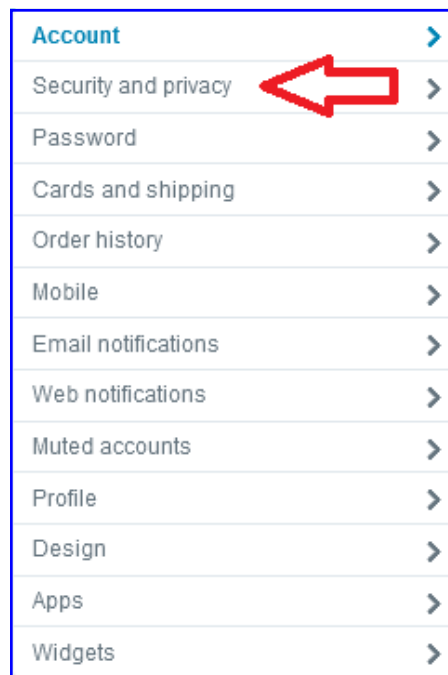 Account
Security and privacy
Password
Cards and shipping
Order history
Mobile
Email notifications
Web notifications
Muted accounts
Profile
Design
Apps
Widgets